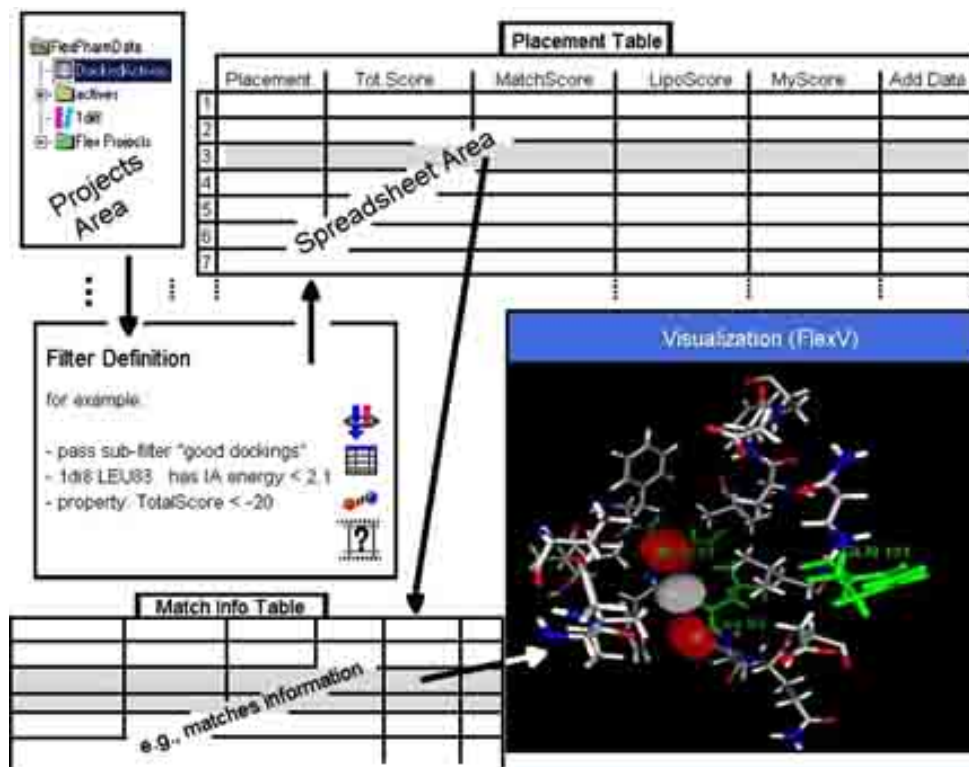 FlexPharmData
DockedActives
actives
1di8
Flex Projects
Projects
Area
Placement Table
Placement Tot.Score MatchScore LipoScore MyScore Add Data
1
2
3
4
5
6
7
Spreadsheet Area
Filter Definition
for example:
- pass sub-filter "good dockings"
- 1di8 LEU83 has IA energy < 2.1
- property: TotalScore < -20
?
Visualization (FlexV)
Match Info Table
e.g., matches information